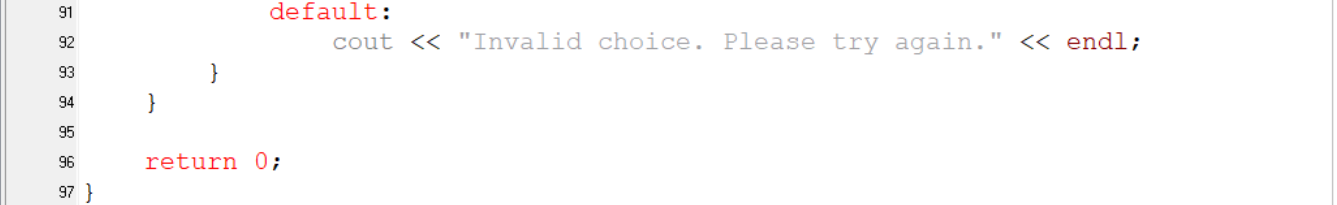 91 default:
92 cout << "Invalid choice. Please try again." << endl;
93 }
94 }
95
96 return 0;
97 }